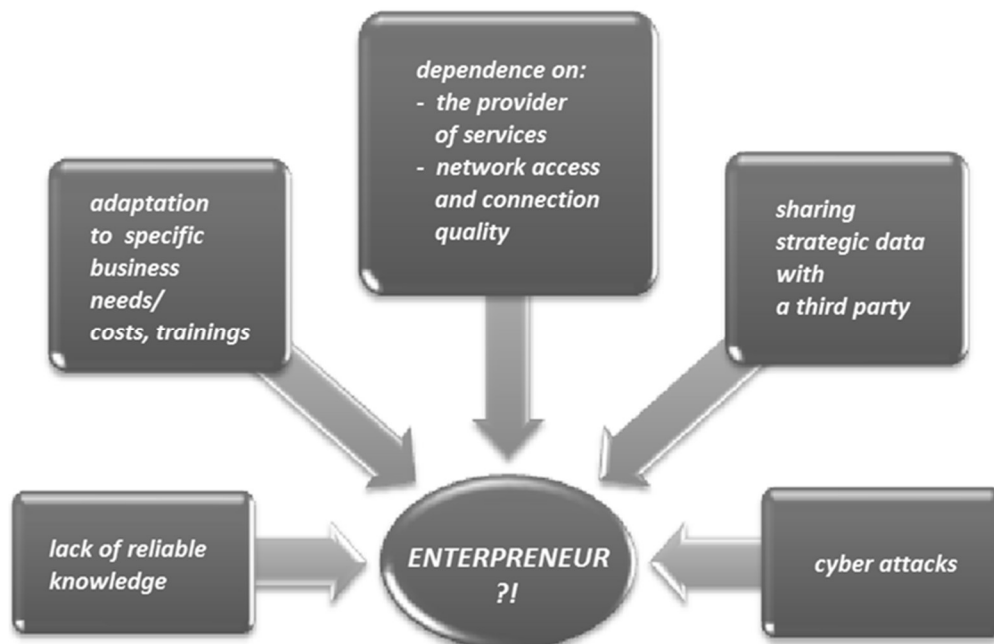 dependence on:
- the provider
of services
- network access
and connection
quality
adaptation
to specific
business
needs/
costs, trainings
sharing
strategic data
with
a third party
lack of reliable
knowledge
ENTERPRENEUR
?!
cyber attacks